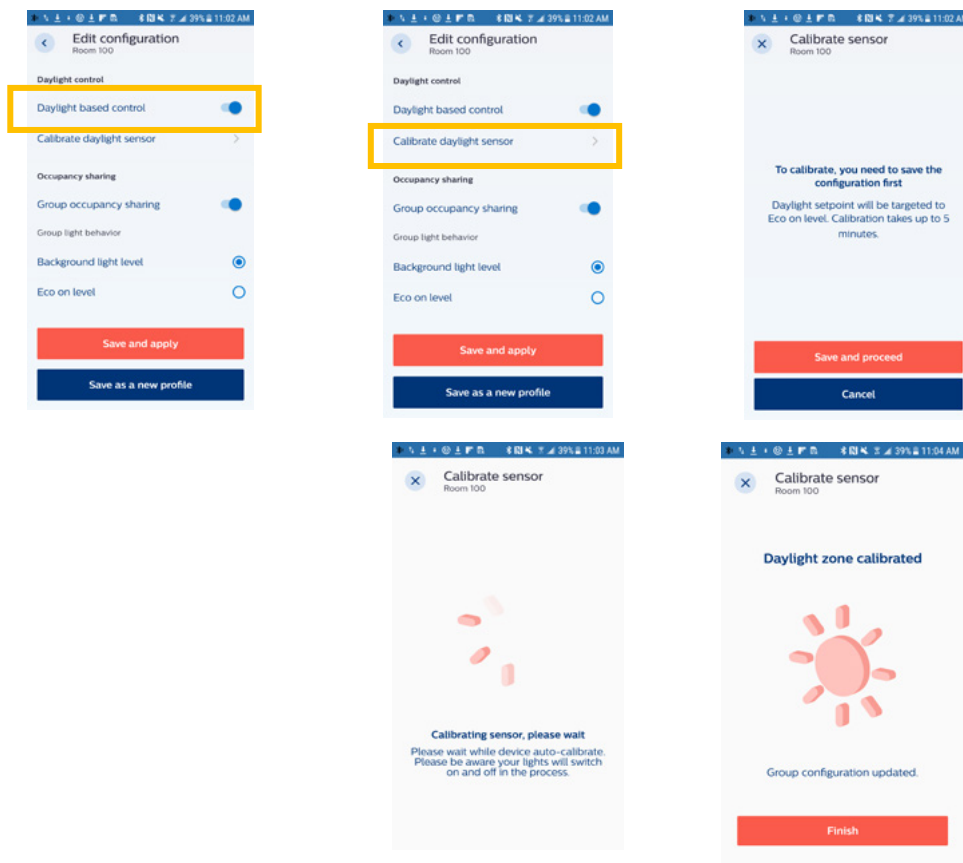 39% 11:02 AM
Edit configuration
Room 100
Daylight control
Daylight based control
Calibrate daylight sensor
Occupancy sharing
Group occupancy sharing
Group light behavior
Background light level
Eco on level
Save and apply
Save as a new profile
39% 11:02 AM
Edit configuration
Room 100
Daylight control
Daylight based control
Calibrate daylight sensor
Occupancy sharing
Group occupancy sharing
Group light behavior
Background light level
Eco on level
Save and apply
Save as a new profile
39% 11:02 AM
Calibrate sensor
Room 100
To calibrate, you need to save the
configuration first
Daylight setpoint will be targeted to
Eco on level. Calibration takes up to 5
minutes.
Save and proceed
Cancel
39% 11:03 AM
Calibrate sensor
Room 100
Calibrating sensor, please wait
Please wait while device auto-calibrate.
Please be aware your lights will switch
on and off in the process.
39% 11:04 AM
Calibrate sensor
Room 100
Daylight zone calibrated
Group configuration updated.
Finish